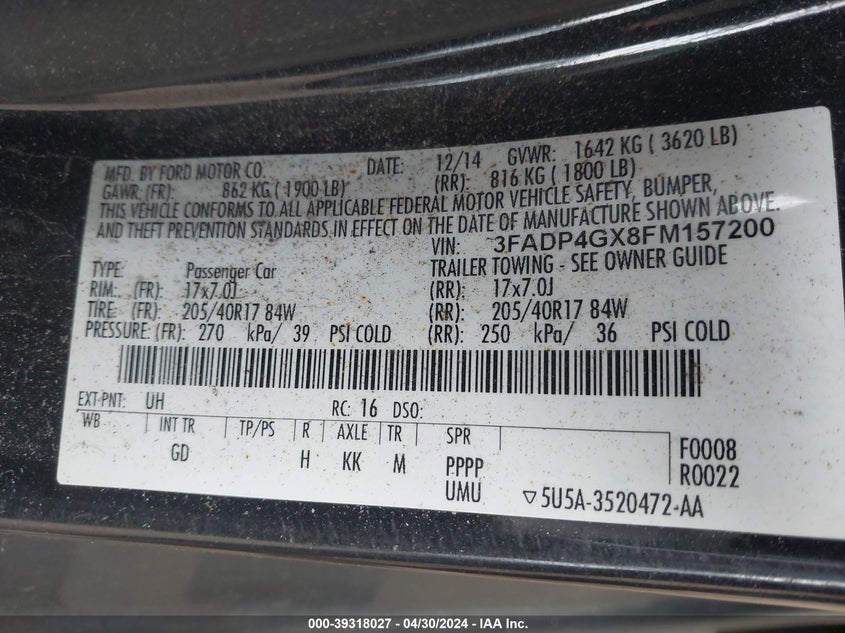 MFD. BY FORD MOTOR CO. DATE: 12/14 GVWR: 1642 KG ( 3620 LB)
GAWR: (FR): 862 KG ( 1900 LB) (RR): 816 KG ( 1800 LB)
THIS VEHICLE CONFORMS TO ALL APPLICABLE FEDERAL MOTOR VEHICLE SAFETY, BUMPER,
AND THEFT PREVENTION STANDARDS IN EFFECT ON THE DATE OF MANUFACTURE SHOWN ABOVE.
VIN: 3FADP4GX8FM157200
TYPE: Passenger Car TRAILER TOWING - SEE OWNER GUIDE
RIM: (FR): 17x7.0J (RR): 17x7.0J
TIRE: (FR): 205/40R17 84W (RR): 205/40R17 84W
PRESSURE: (FR): 270 kPa/ 39 PSI COLD (RR): 250 kPa/ 36 PSI COLD
EXT PNT: UH RC: 16 DSO:
WB INT TR TP/PS R AXLE TR SPR F0008
GD H KK M PPPP R0022
UMU ▽5U5A-3520472-AA
000-39318027 - 04/30/2024 - IAA Inc.